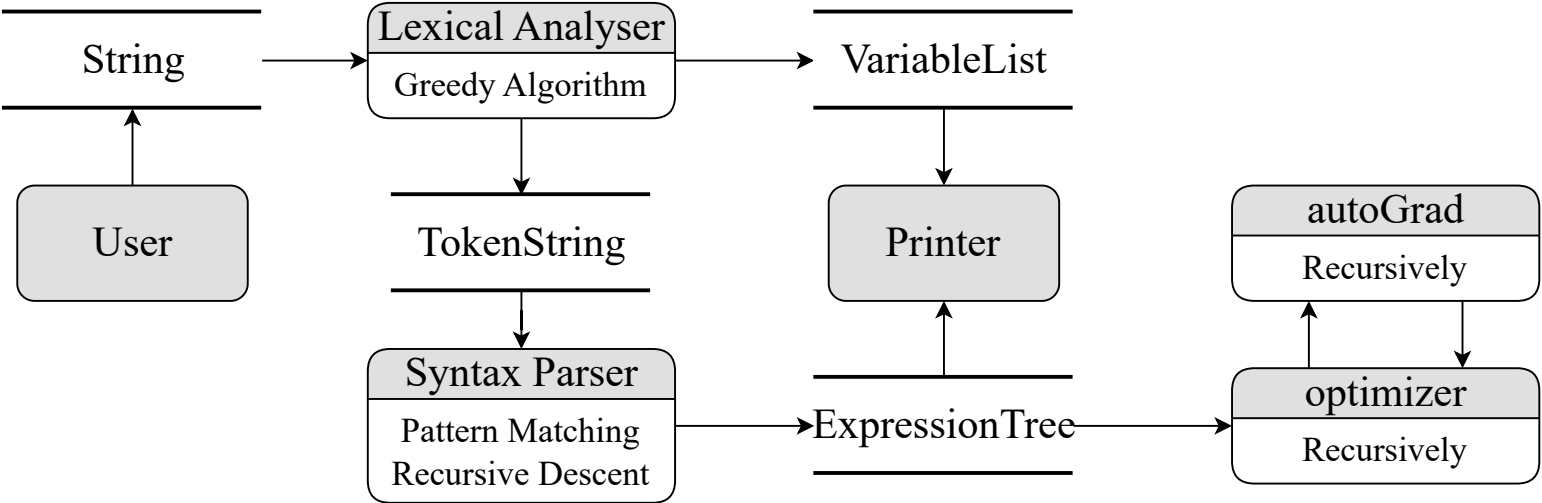 String
Lexical Analyser
Greedy Algorithm
VariableList
User
TokenString
Printer
autoGrad
Recursively
Syntax Parser
Pattern Matching
Recursive Descent
ExpressionTree
optimizer
Recursively